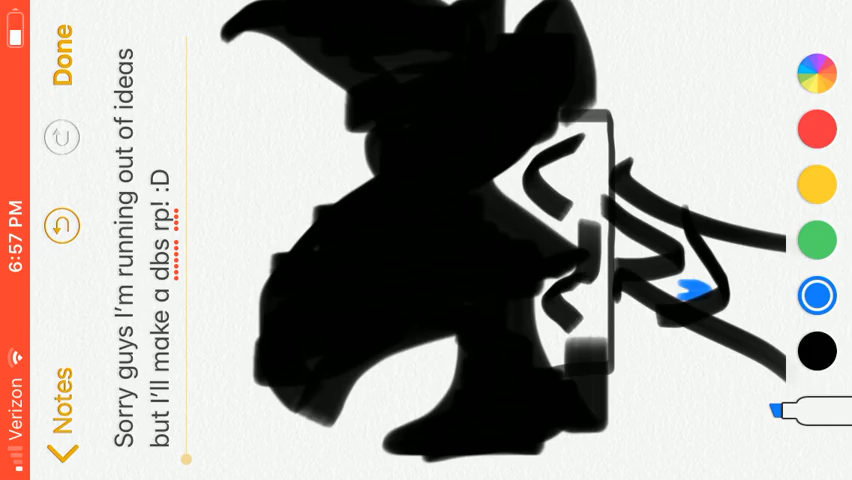 Verizon 6:57 PM
Notes Done
Sorry guys I'm running out of ideas
but I'll make a dbs rp! :D